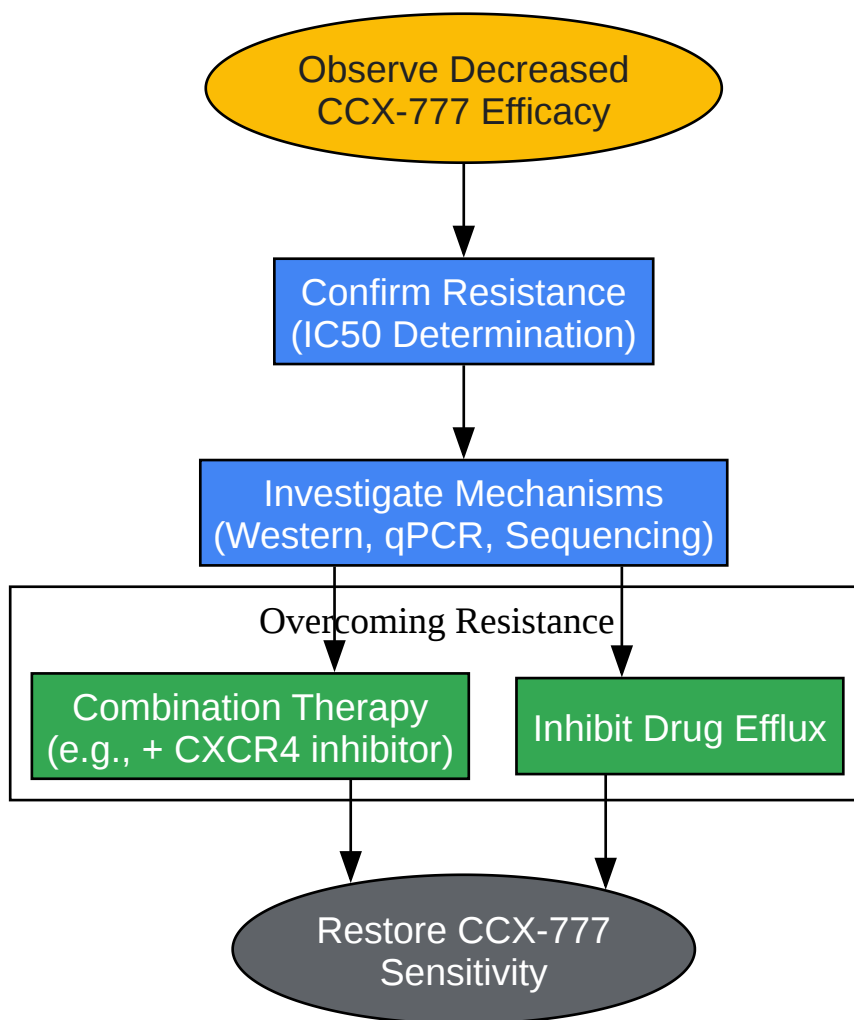 Observe Decreased
CCX-777 Efficacy
Confirm Resistance
(IC50 Determination)
Investigate Mechanisms
(Western, qPCR, Sequencing)
Overcoming Resistance
Combination Therapy
(e.g., + CXCR4 inhibitor)
Inhibit Drug Efflux
Restore CCX-777
Sensitivity